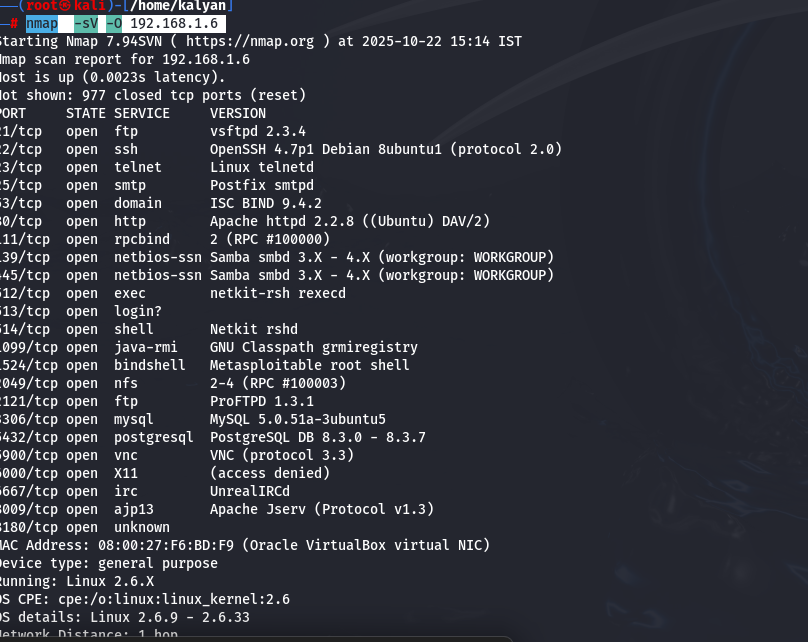 (root㉿kali)-[/home/kalyan]
# nmap -sV -O 192.168.1.6
Starting Nmap 7.94SVN ( https://nmap.org ) at 2025-10-22 15:14 IST
Nmap scan report for 192.168.1.6
Host is up (0.0023s latency).
Not shown: 977 closed tcp ports (reset)
PORT STATE SERVICE VERSION
21/tcp open ftp vsftpd 2.3.4
22/tcp open ssh OpenSSH 4.7p1 Debian 8ubuntu1 (protocol 2.0)
23/tcp open telnet Linux telnetd
25/tcp open smtp Postfix smtpd
53/tcp open domain ISC BIND 9.4.2
80/tcp open http Apache httpd 2.2.8 ((Ubuntu) DAV/2)
111/tcp open rpcbind 2 (RPC #100000)
139/tcp open netbios-ssn Samba smbd 3.X - 4.X (workgroup: WORKGROUP)
445/tcp open netbios-ssn Samba smbd 3.X - 4.X (workgroup: WORKGROUP)
512/tcp open exec netkit-rsh rexecd
513/tcp open login?
514/tcp open shell Netkit rshd
1099/tcp open java-rmi GNU Classpath grmiregistry
1524/tcp open bindshell Metasploitable root shell
2049/tcp open nfs 2-4 (RPC #100003)
2121/tcp open ftp ProFTPD 1.3.1
3306/tcp open mysql MySQL 5.0.51a-3ubuntu5
5432/tcp open postgresql PostgreSQL DB 8.3.0 - 8.3.7
5900/tcp open vnc VNC (protocol 3.3)
6000/tcp open X11 (access denied)
6667/tcp open irc UnrealIRCd
8009/tcp open ajp13 Apache Jserv (Protocol v1.3)
8180/tcp open unknown
MAC Address: 08:00:27:F6:BD:F9 (Oracle VirtualBox virtual NIC)
Device type: general purpose
Running: Linux 2.6.X
OS CPE: cpe:/o:linux:linux_kernel:2.6
OS details: Linux 2.6.9 - 2.6.33
Network Distance: 1 hop